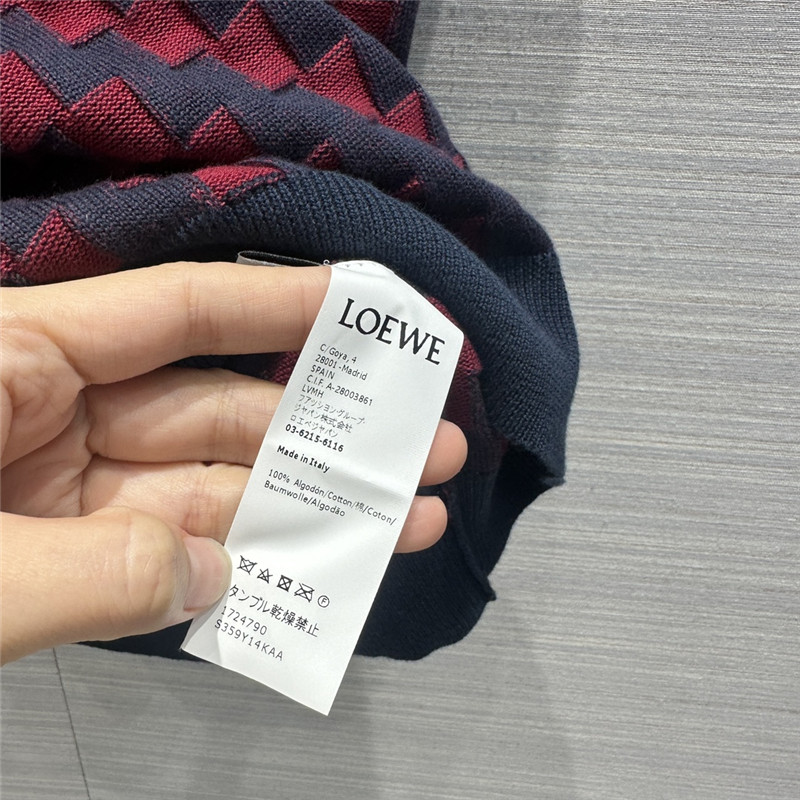 LOEWE
C/Goya, 4
28001-Madrid
SPAIN
C.I.F. A-28003861
LVMH
ファッショングループ
ジャパン株式会社
ロエベジャパン
03-6215-6116
Made in Italy
100% Algodón/Cotton/棉/Coton/
Baumwolle/Algodão
F
タンブル乾燥禁止
1724790
S359Y14KAA